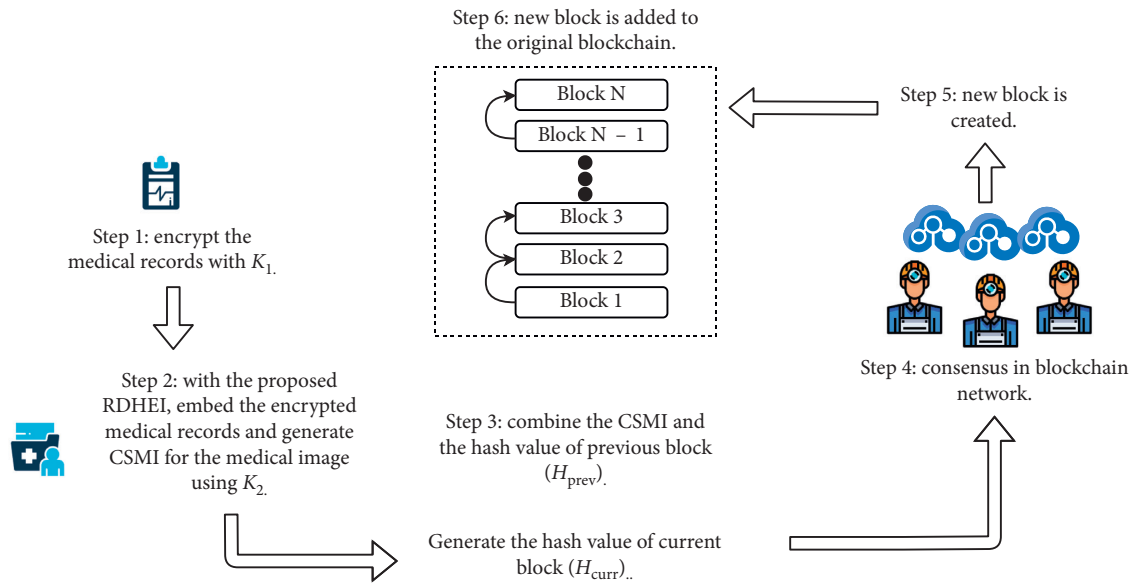 Step 1: encrypt the
medical records with K1.
Step 2: with the proposed
RDHEI, embed the encrypted
medical records and generate
CSMI for the medical image
using K2.
Step 3: combine the CSMI and
the hash value of previous block
(Hprev).
Generate the hash value of current
block (Hcurr)..
Step 4: consensus in blockchain
network.
Step 5: new block is
created.
Step 6: new block is added to
the original blockchain.
Block N
Block N – 1
Block 3
Block 2
Block 1